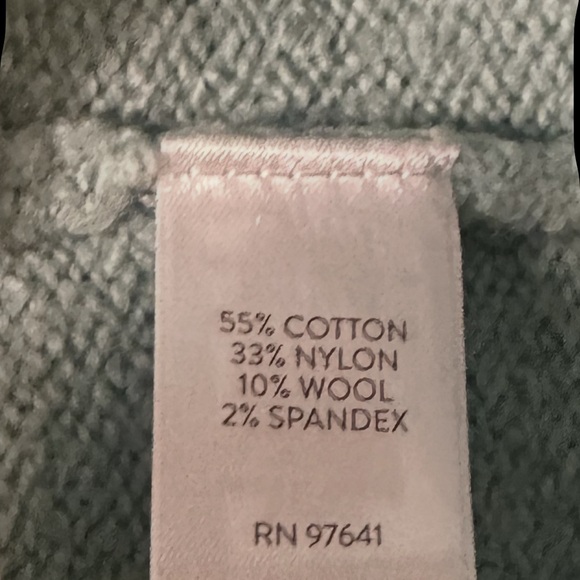 55% COTTON
33% NYLON
10% WOOL
2% SPANDEX
RN 97641